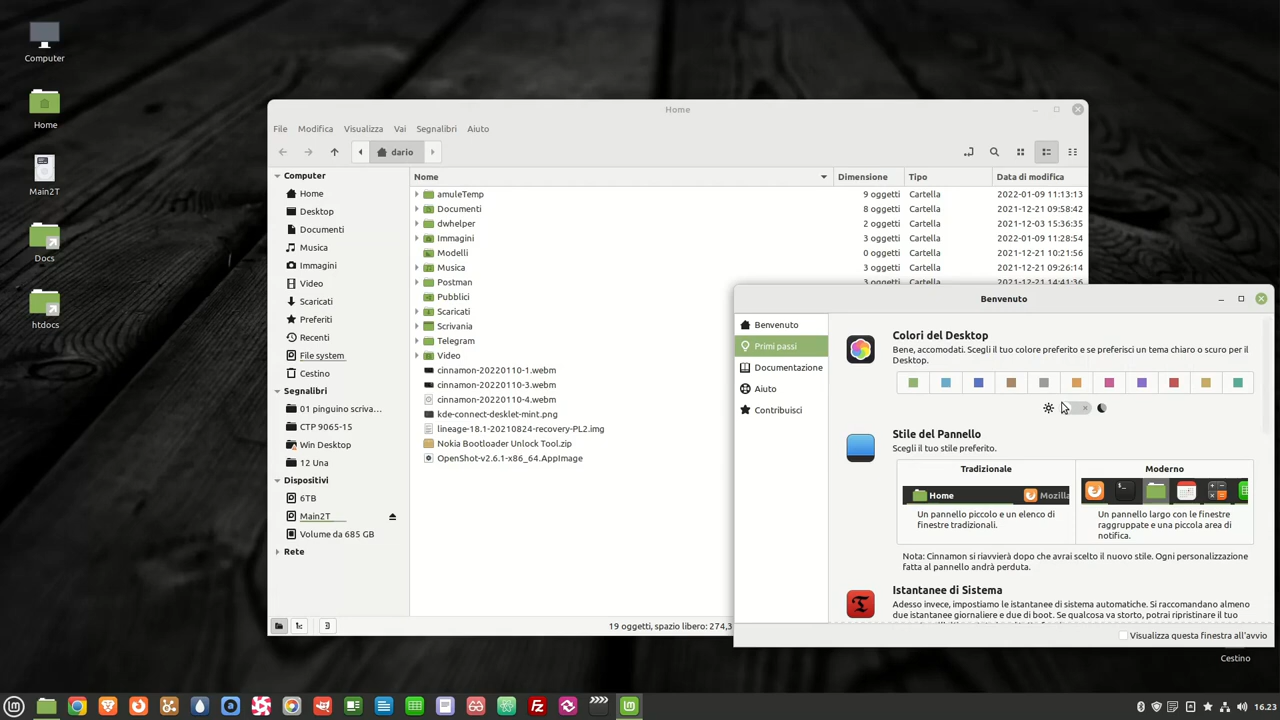 Computer
Home
Main2T
Docs
htdocs
Home
File Modifica Visualizza Vai Segnalibri Aiuto
dario
Computer
Home
Desktop
Documenti
Musica
Immagini
Video
Scaricati
Preferiti
Recenti
File system
Cestino
Segnalibri
01 pinguino scriva...
CTP 9065-15
Win Desktop
12 Una
Dispositivi
6TB
Main2T
Volume da 685 GB
Rete
Nome Dimensione Tipo Data di modifica
amuleTemp 9 oggetti Cartella 2022-01-09 11:13:13
Documenti 8 oggetti Cartella 2021-12-21 09:58:42
dwhelper 2 oggetti Cartella 2021-12-03 15:36:35
Immagini 3 oggetti Cartella 2022-01-09 11:28:54
Modelli 0 oggetti Cartella 2021-12-21 10:21:56
Musica 3 oggetti Cartella 2021-12-21 09:26:14
Postman 3 oggetti Cartella 2021-12-21 14:41:36
Pubblici
Scaricati
Scrivania
Telegram
Video
cinnamon-20220110-1.webm
cinnamon-20220110-3.webm
cinnamon-20220110-4.webm
kde-connect-desklet-mint.png
lineage-18.1-20210824-recovery-PL2.img
Nokia Bootloader Unlock Tool.zip
OpenShot-v2.6.1-x86_64.AppImage
19 oggetti, spazio libero: 274,3
Benvenuto
Benvenuto
Primi passi
Documentazione
Aiuto
Contribuisci
Colori del Desktop
Bene, accomodati. Scegli il tuo colore preferito e se preferisci un tema chiaro o scuro per il
Desktop.
Stile del Pannello
Scegli il tuo stile preferito.
Tradizionale Moderno
Home Mozilla
Un pannello piccolo e un elenco di
finestre tradizionali.
Un pannello largo con le finestre
raggruppate e una piccola area di
notifica.
Nota: Cinnamon si riavvierà dopo che avrai scelto il nuovo stile. Ogni personalizzazione
fatta al pannello andrà perduta.
Istantanee di Sistema
Adesso invece, impostiamo le istantanee di sistema automatiche. Si raccomandano almeno
due istantanee giornaliere e due di boot. Se qualcosa va storto, potrai ripristinare il tuo
Visualizza questa finestra all'avvio
Cestino
16.23